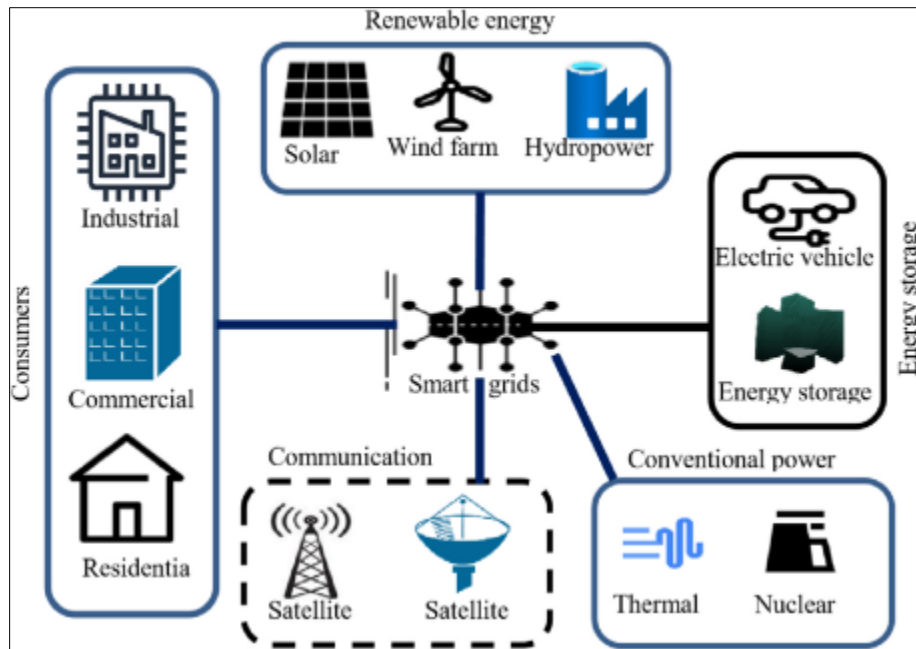 Renewable energy
Solar
Wind farm
Hydropower
Consumers
Industrial
Commercial
Residentia
Smart grids
Electric vehicle
Energy storage
Energy storage
Communication
Satellite
Satellite
Conventional power
Thermal
Nuclear